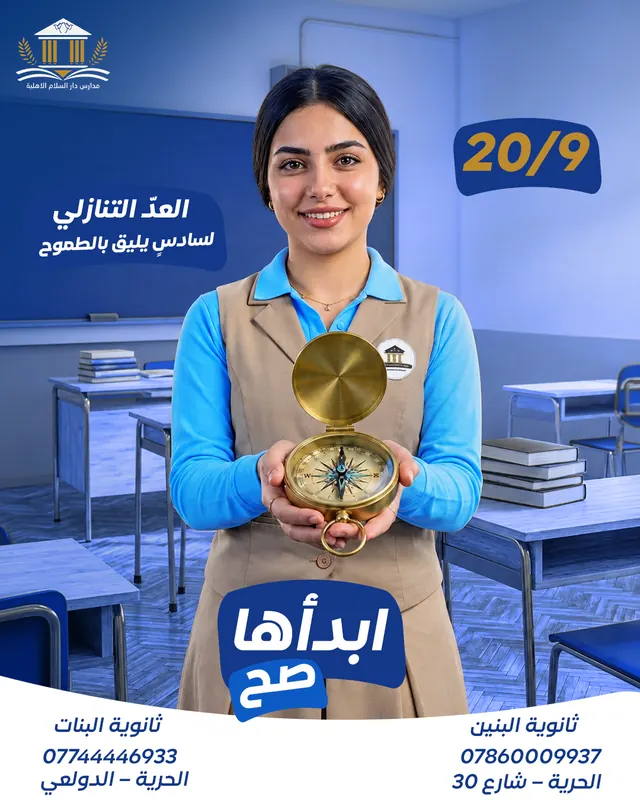 مدارس دار السلام الاهلية
20/9
العدّ التنازلي
لسادسٍ يليق بالطموح
ابدأها
صح
ثانوية البنين
07860009937
الحرية – شارع 30
ثانوية البنات
07744446933
الحرية – الدولعي